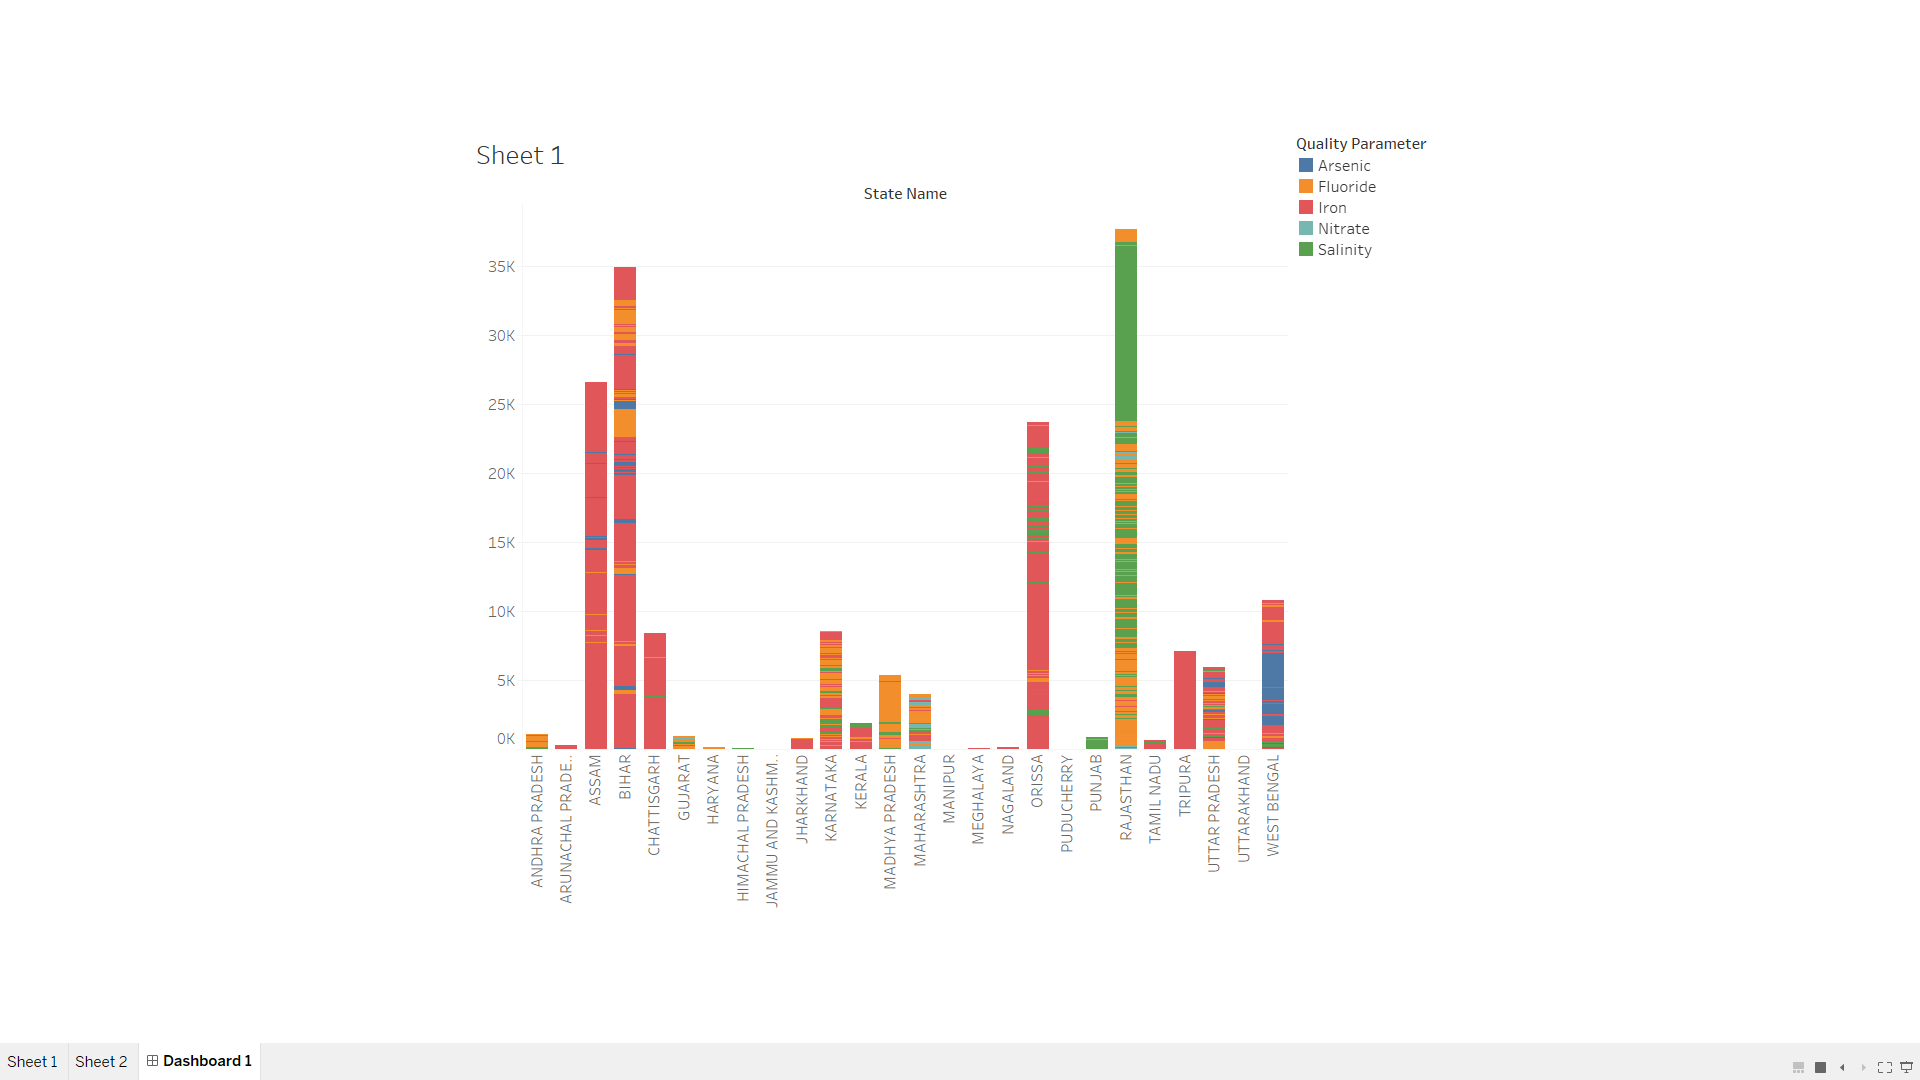 Sheet 1
Quality Parameter
Arsenic
Fluoride
Iron
Nitrate
Salinity
State Name
35K
30K
25K
20K
15K
10K
5K
0K
ANDHRA PRADESH
ARUNACHAL PRADE..
ASSAM
BIHAR
CHATTISGARH
GUJARAT
HARYANA
HIMACHAL PRADESH
JAMMU AND KASHM..
JHARKHAND
KARNATAKA
KERALA
MADHYA PRADESH
MAHARASHTRA
MANIPUR
MEGHALAYA
NAGALAND
ORISSA
PUDUCHERRY
PUNJAB
RAJASTHAN
TAMIL NADU
TRIPURA
UTTAR PRADESH
UTTARAKHAND
WEST BENGAL
Sheet 1
Sheet 2
Dashboard 1